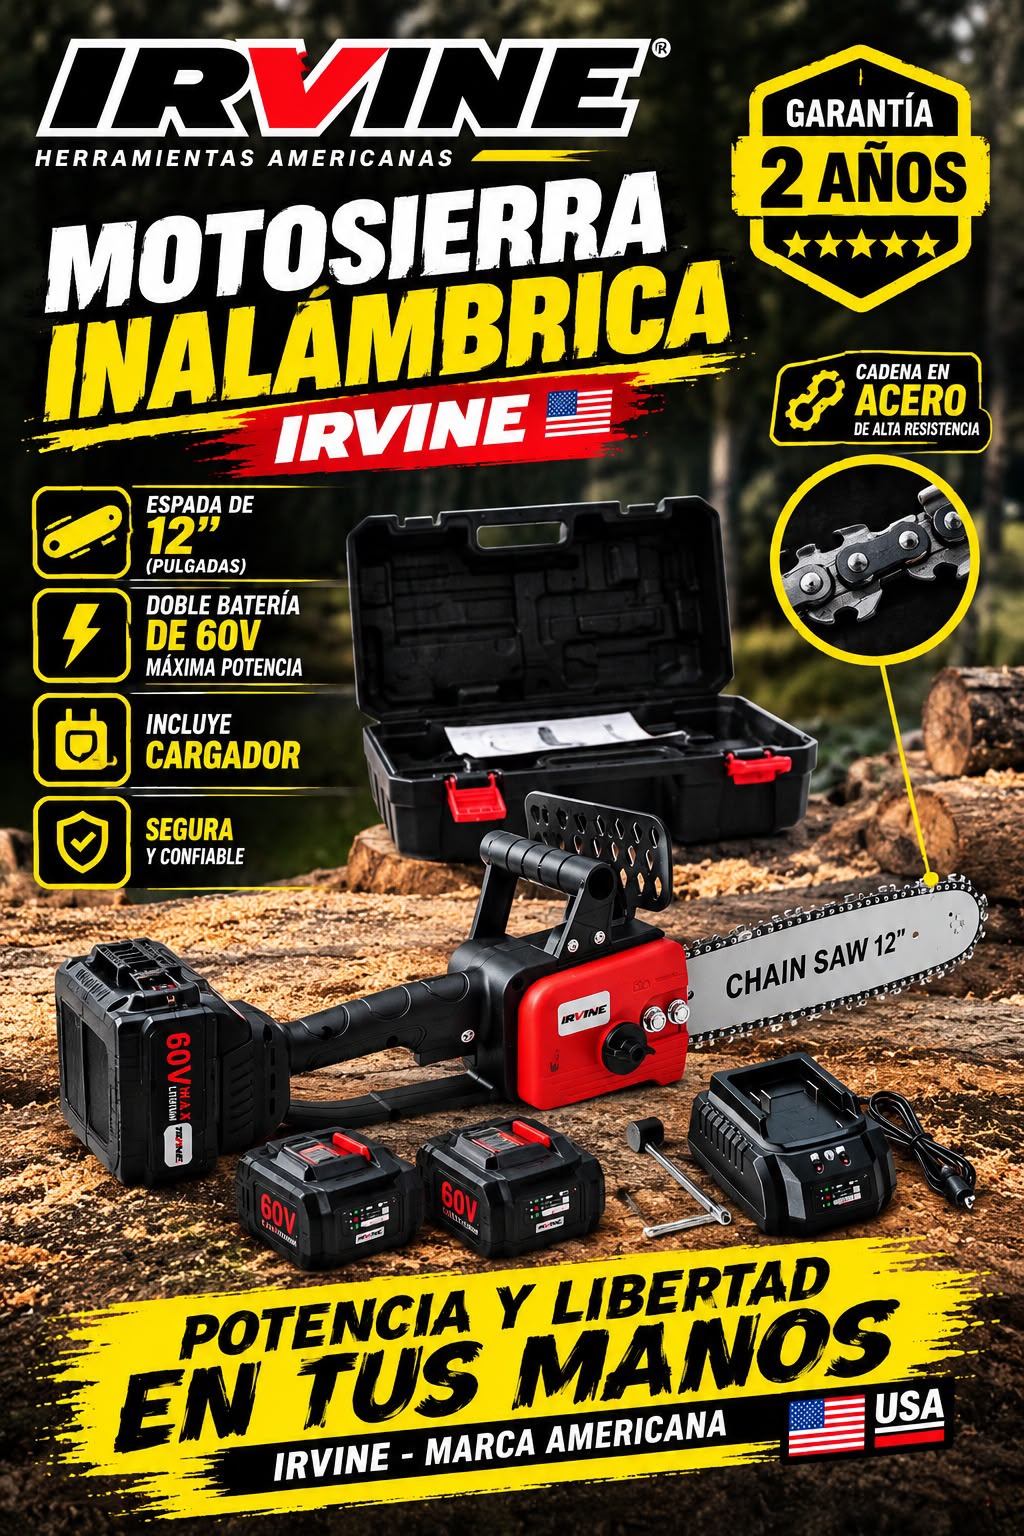 IRVINE®
HERRAMIENTAS AMERICANAS
GARANTÍA
2 AÑOS
MOTOSIERRA
INALÁMBRICA
IRVINE
CADENA EN
ACERO
DE ALTA RESISTENCIA
ESPADA DE
12”
(PULGADAS)
DOBLE BATERÍA
DE 60V
MÁXIMA POTENCIA
INCLUYE
CARGADOR
SEGURA
Y CONFIABLE
CHAIN SAW 12”
IRVINE
60V MAX
60V
60V
POTENCIA Y LIBERTAD
EN TUS MANOS
IRVINE - MARCA AMERICANA
USA